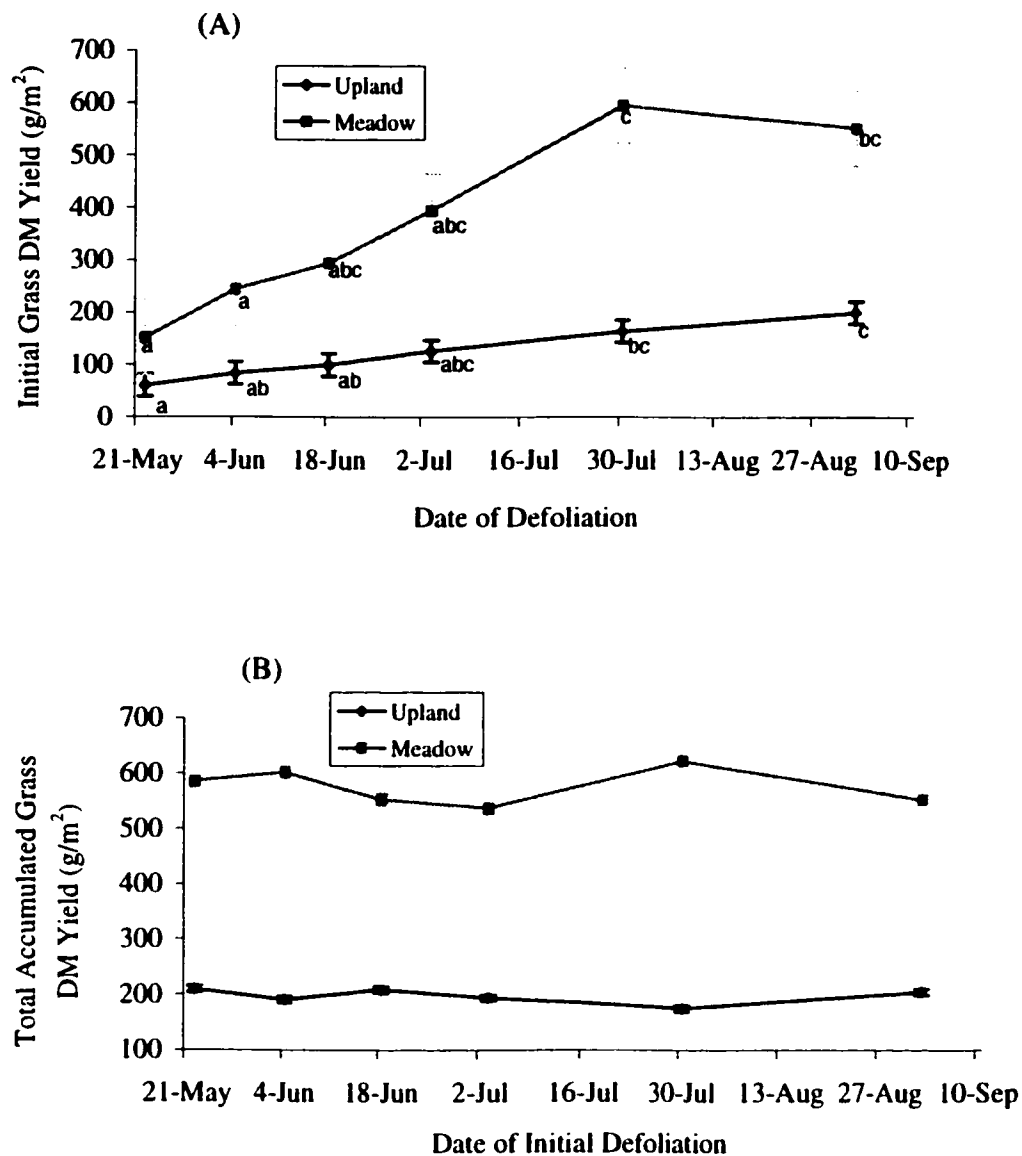 (A)
700
600
500
400
300
200
100
0
Initial Grass DM Yield (g/m²)
Upland
Meadow
a
a
abc
abc
c
bc
a
ab
ab
abc
bc
c
21-May 4-Jun 18-Jun 2-Jul 16-Jul 30-Jul 13-Aug 27-Aug 10-Sep
Date of Defoliation
(B)
700
600
500
400
300
200
100
Total Accumulated Grass
DM Yield (g/m²)
Upland
Meadow
21-May 4-Jun 18-Jun 2-Jul 16-Jul 30-Jul 13-Aug 27-Aug 10-Sep
Date of Initial Defoliation